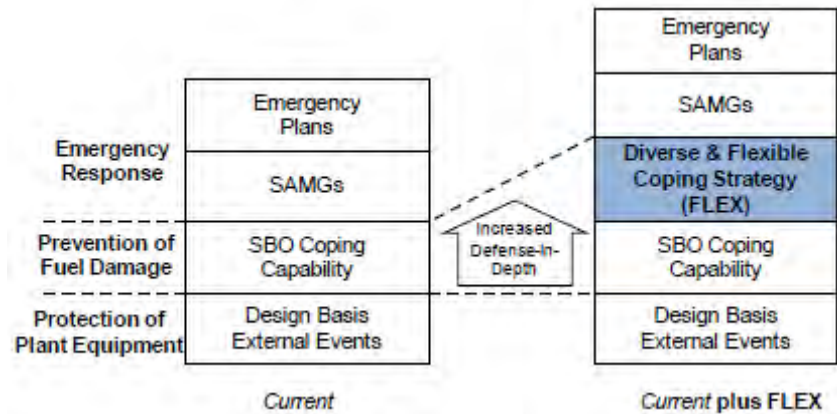 Emergency
Response
Prevention of
Fuel Damage
Protection of
Plant Equipment
Emergency
Plans
SAMGs
SBO Coping
Capability
Design Basis
External Events
Current
Increased
Defense-In-
Depth
Emergency
Plans
SAMGs
Diverse & Flexible
Coping Strategy
(FLEX)
SBO Coping
Capability
Design Basis
External Events
Current plus FLEX